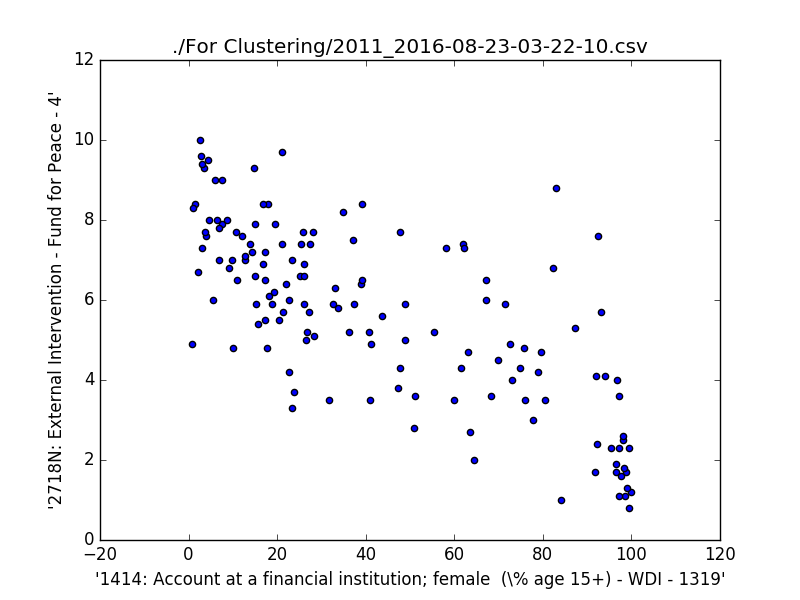 ./For Clustering/2011_2016-08-23-03-22-10.csv
12
10
8
6
4
2
0
'2718N: External Intervention - Fund for Peace - 4'
−20 0 20 40 60 80 100 120
'1414: Account at a financial institution; female  (\% age 15+) - WDI - 1319'